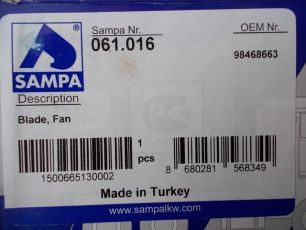 Sampa Nr.
OEM Nr.
061.016
98468663
SAMPA
Description
Blade, Fan
1
pcs
1500665130002
8 680281 568349
Made in Turkey
www.sampalkw.com